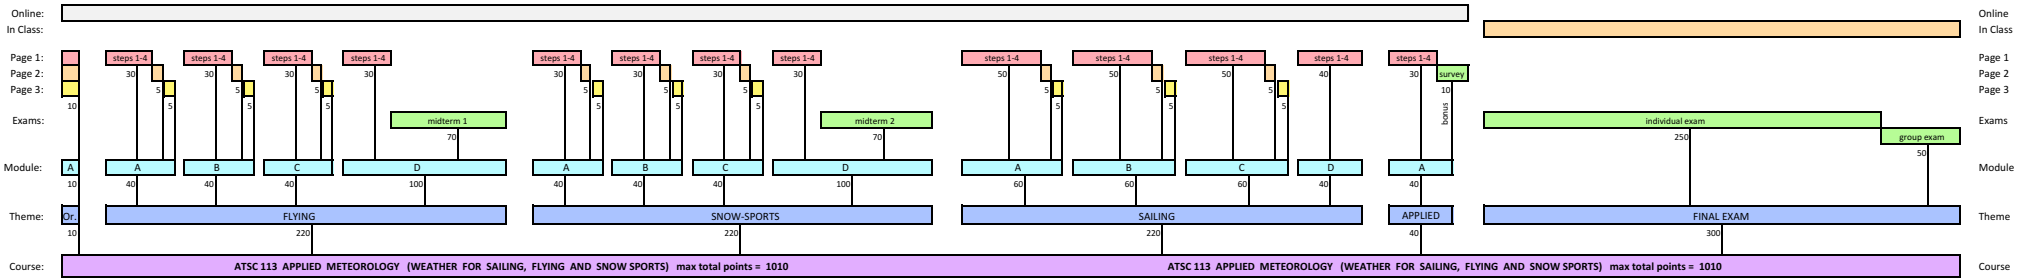 Online: Online
In Class: In Class
Page 1: steps 1-4 steps 1-4 steps 1-4 steps 1-4 steps 1-4 steps 1-4 steps 1-4 steps 1-4 steps 1-4 steps 1-4 steps 1-4 steps 1-4 steps 1-4 Page 1
Page 2: 30 30 30 30 30 30 30 30 50 50 50 40 30 survey Page 2
Page 3: 5 5 5 5 5 5 5 5 5 10 Page 3
10 5 5 5 5 5 5 5 5 5 bonus
Exams: midterm 1 midterm 2 individual exam Exams
70 70 250 group exam
50
Module: A A B C D A B C D A B C D A Module
10 40 40 40 100 40 40 40 100 60 60 60 40 40
Theme: Or. FLYING SNOW-SPORTS SAILING APPLIED FINAL EXAM Theme
10 220 220 220 40 300
Course: ATSC 113 APPLIED METEOROLOGY (WEATHER FOR SAILING, FLYING AND SNOW SPORTS) max total points = 1010 ATSC 113 APPLIED METEOROLOGY (WEATHER FOR SAILING, FLYING AND SNOW SPORTS) max total points = 1010 Course